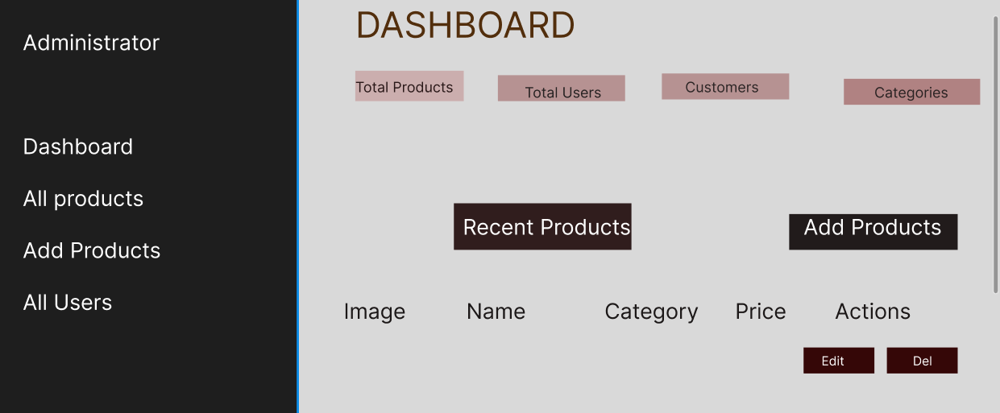 Administrator
Dashboard
All products
Add Products
All Users
DASHBOARD
Total Products
Total Users
Customers
Categories
Recent Products
Add Products
Image Name Category Price Actions
Edit Del